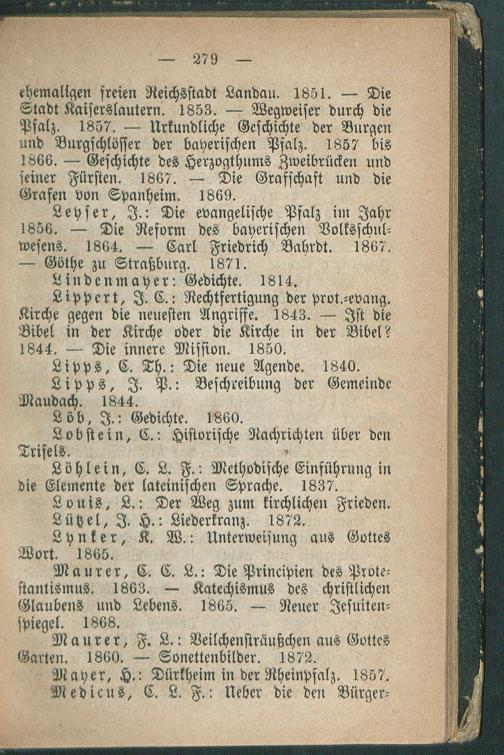 — 279 —
ehemaligen freien Reichsstadt Landau. 1851. — Die
Stadt Kaiserslautern. 1853. — Wegweiser durch die
Pfalz. 1857. — Urkundliche Geschichte der Burgen
und Burgschlösser der bayerischen Pfalz. 1857 bis
1866. — Geschichte des Herzogthums Zweibrücken und
seiner Fürsten. 1867. — Die Grafschaft und die
Grafen von Spanheim. 1869.
Leyser, J.: Die evangelische Pfalz im Jahr
1856. — Die Reform des bayerischen Volksschul-
wesens. 1864. — Carl Friedrich Bahrdt. 1867.
— Göthe zu Straßburg. 1871.
Lindenmayer: Gedichte. 1814.
Lippert, J. C.: Rechtfertigung der prot.-evang.
Kirche gegen die neuesten Angriffe. 1843. — Ist die
Bibel in der Kirche oder die Kirche in der Bibel?
1844. — Die innere Mission. 1850.
Lipps, C. Th.: Die neue Agende. 1840.
Lipps, J. P.: Beschreibung der Gemeinde
Maudach. 1844.
Löb, J.: Gedichte. 1860.
Lobstein, C.: Historische Nachrichten über den
Trifels.
Löhlein, C. L. F.: Methodische Einführung in
die Elemente der lateinischen Sprache. 1837.
Louis, L.: Der Weg zum kirchlichen Frieden.
Lützel, J. H.: Liederkranz. 1872.
Lynker, K. W.: Unterweisung aus Gottes
Wort. 1865.
Maurer, C. C. L.: Die Principien des Prote-
stantismus. 1863. — Katechismus des christlichen
Glaubens und Lebens. 1865. — Neuer Jesuiten-
spiegel. 1868.
Maurer, F. L.: Veilchensträußchen aus Gottes
Garten. 1860. — Sonettenbilder. 1872.
Mayer, H.: Dürkheim in der Rheinpfalz. 1857.
Medicus, C. L. F.: Ueber die den Bürger-